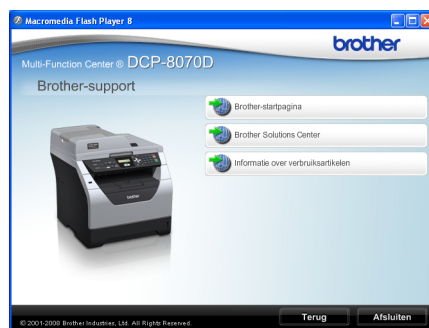 Macromedia Flash Player 8
brother
Multi-Function Center ® DCP-8070D
Brother-support
Brother-startpagina
Brother Solutions Center
Informatie over verbruiksartikelen
brother
© 2001-2008 Brother Industries, Ltd. All Rights Reserved.
Terug
Afsluiten